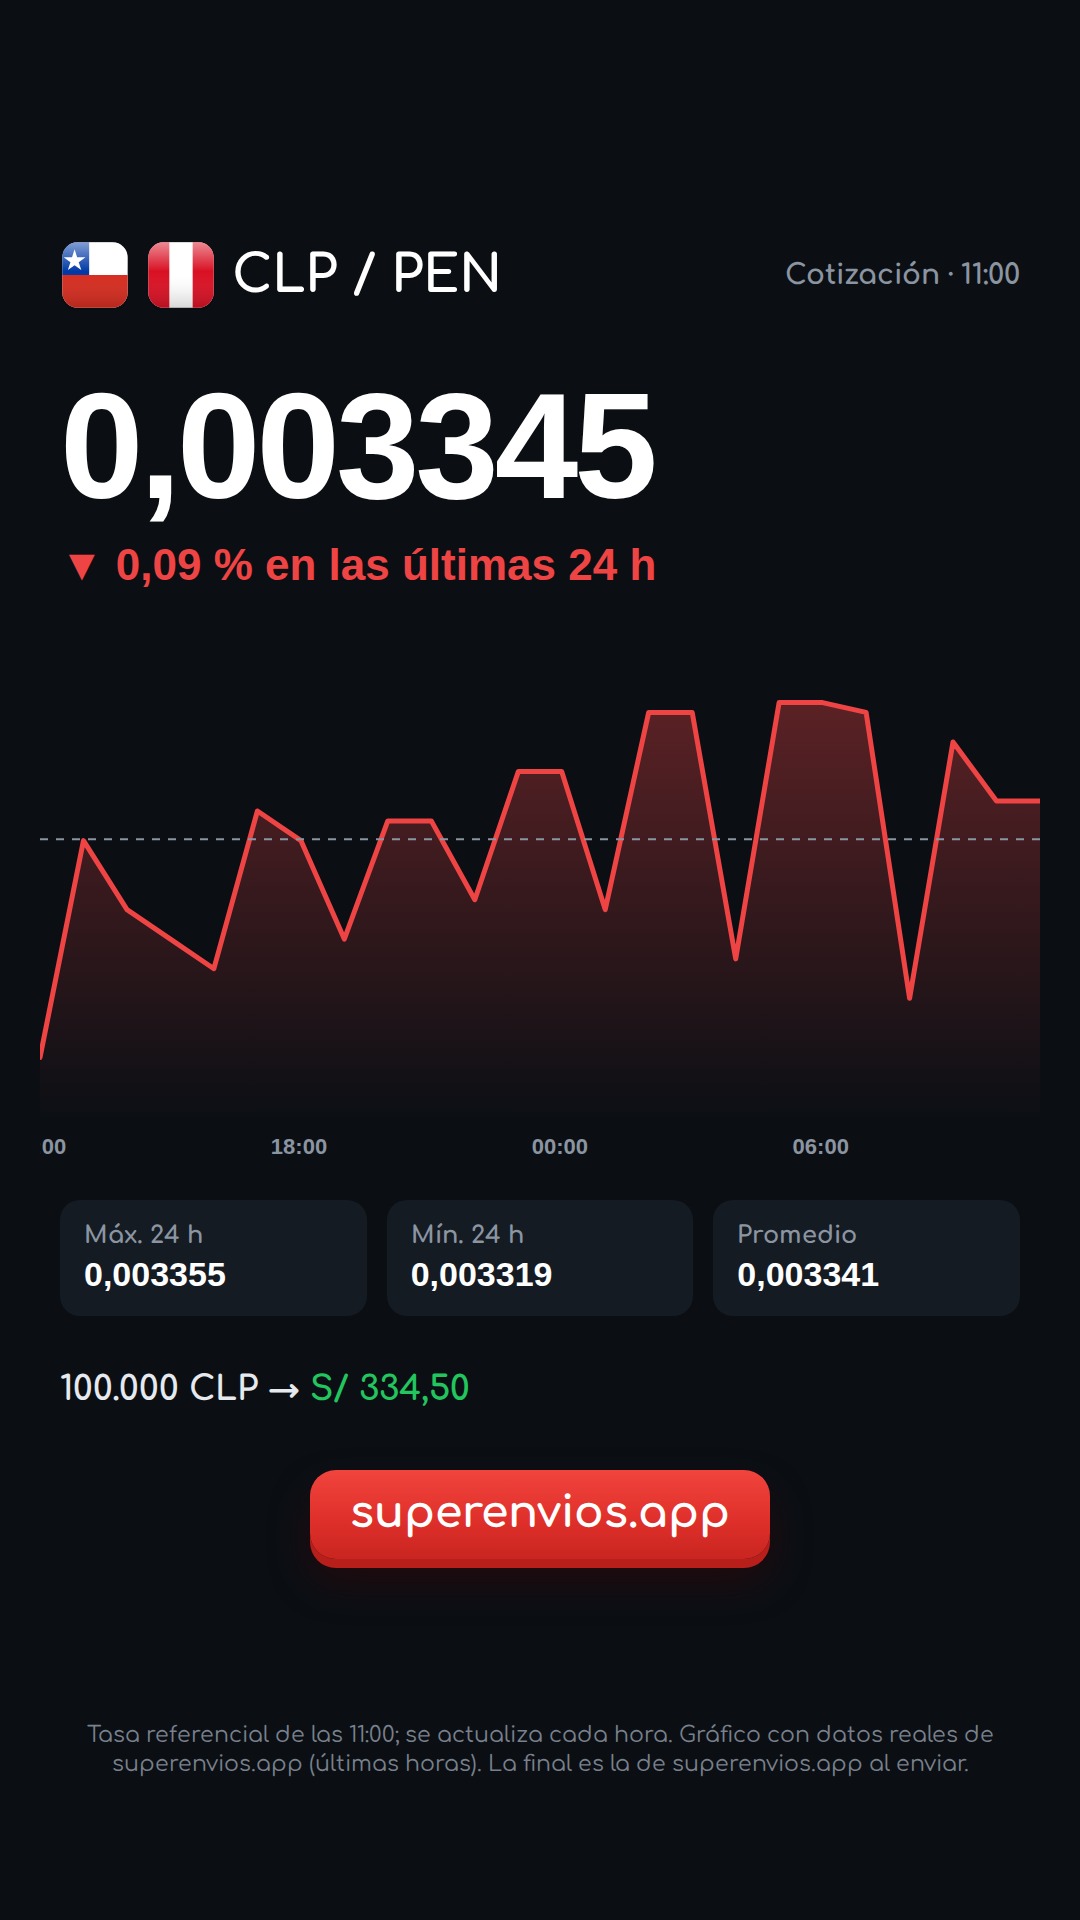 CLP / PEN
Cotización · 11:00
0,003345
▼ 0,09 % en las últimas 24 h
00 18:00 00:00 06:00
Máx. 24 h
0,003355
Mín. 24 h
0,003319
Promedio
0,003341
100.000 CLP → S/ 334,50
superenvios.app
Tasa referencial de las 11:00; se actualiza cada hora. Gráfico con datos reales de
superenvios.app (últimas horas). La final es la de superenvios.app al enviar.